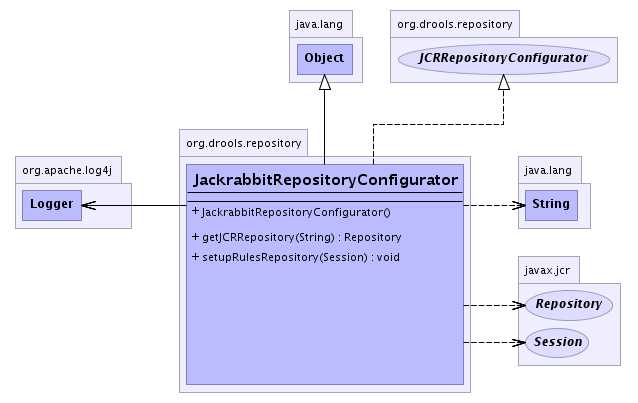 java.lang
Object
org.drools.repository
JCRRepositoryConfigurator
org.drools.repository
JackrabbitRepositoryConfigurator
+ JackrabbitRepositoryConfigurator()
+ getJCRRepository(String) : Repository
+ setupRulesRepository(Session) : void
org.apache.log4j
Logger
java.lang
String
javax.jcr
Repository
Session